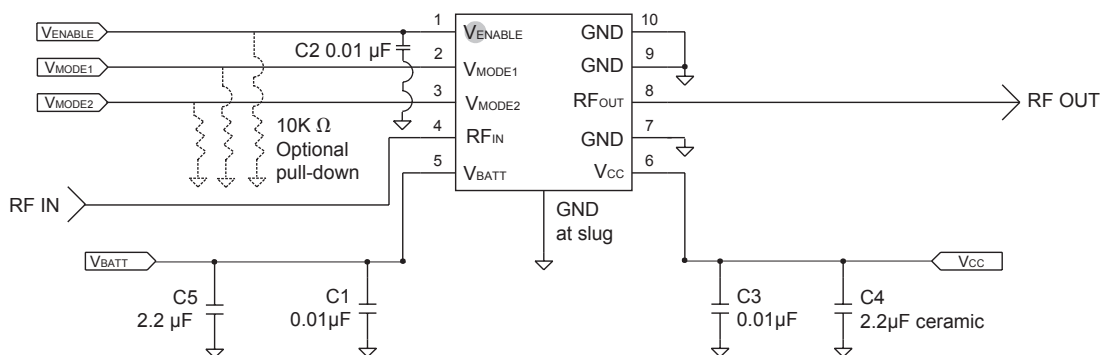 VENABLE
VMODE1
VMODE2
RF IN
VBATT
C5
2.2 µF
C1
0.01µF
10K Ω
Optional
pull-down
C2 0.01 µF
1
2
3
4
5
VENABLE
VMODE1
VMODE2
RFIN
VBATT
GND
GND
RFOUT
GND
VCC
10
9
8
7
6
GND
at slug
RF OUT
VCC
C3
0.01µF
C4
2.2µF ceramic